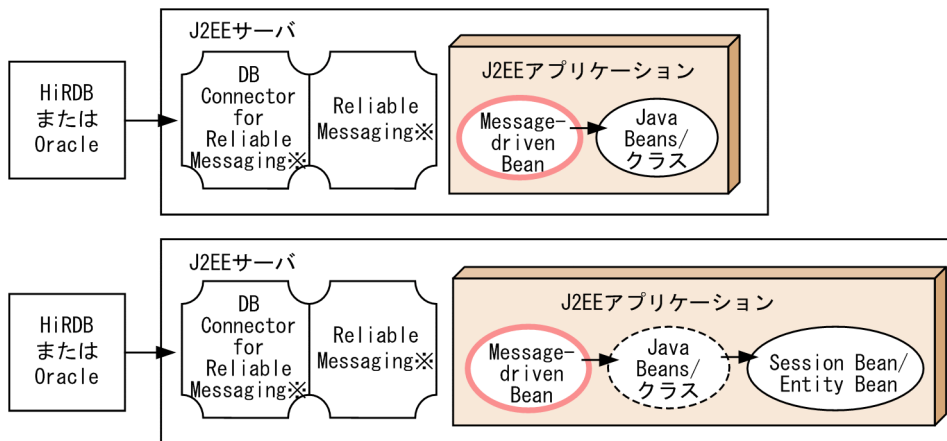 J2EEサーバ
HiRDB
または
Oracle
DB
Connector
for
Reliable
Messaging※
Reliable
Messaging※
J2EEアプリケーション
Message-
driven
Bean
Java
Beans/
クラス
J2EEサーバ
HiRDB
または
Oracle
DB
Connector
for
Reliable
Messaging※
Reliable
Messaging※
J2EEアプリケーション
Message-
driven
Bean
Java
Beans/
クラス
Session Bean/
Entity Bean